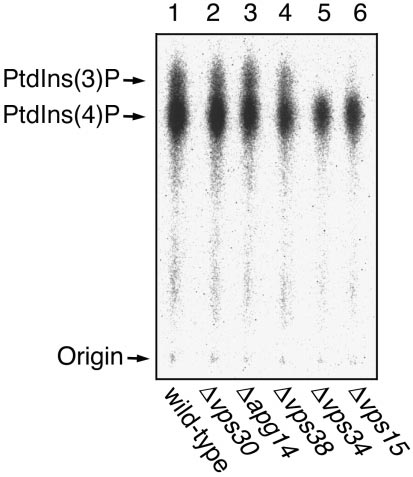 1 2 3 4 5 6
PtdIns(3)P
PtdIns(4)P
Origin
wild-type
Δvps30
Δapg14
Δvps38
Δvps34
Δvps15